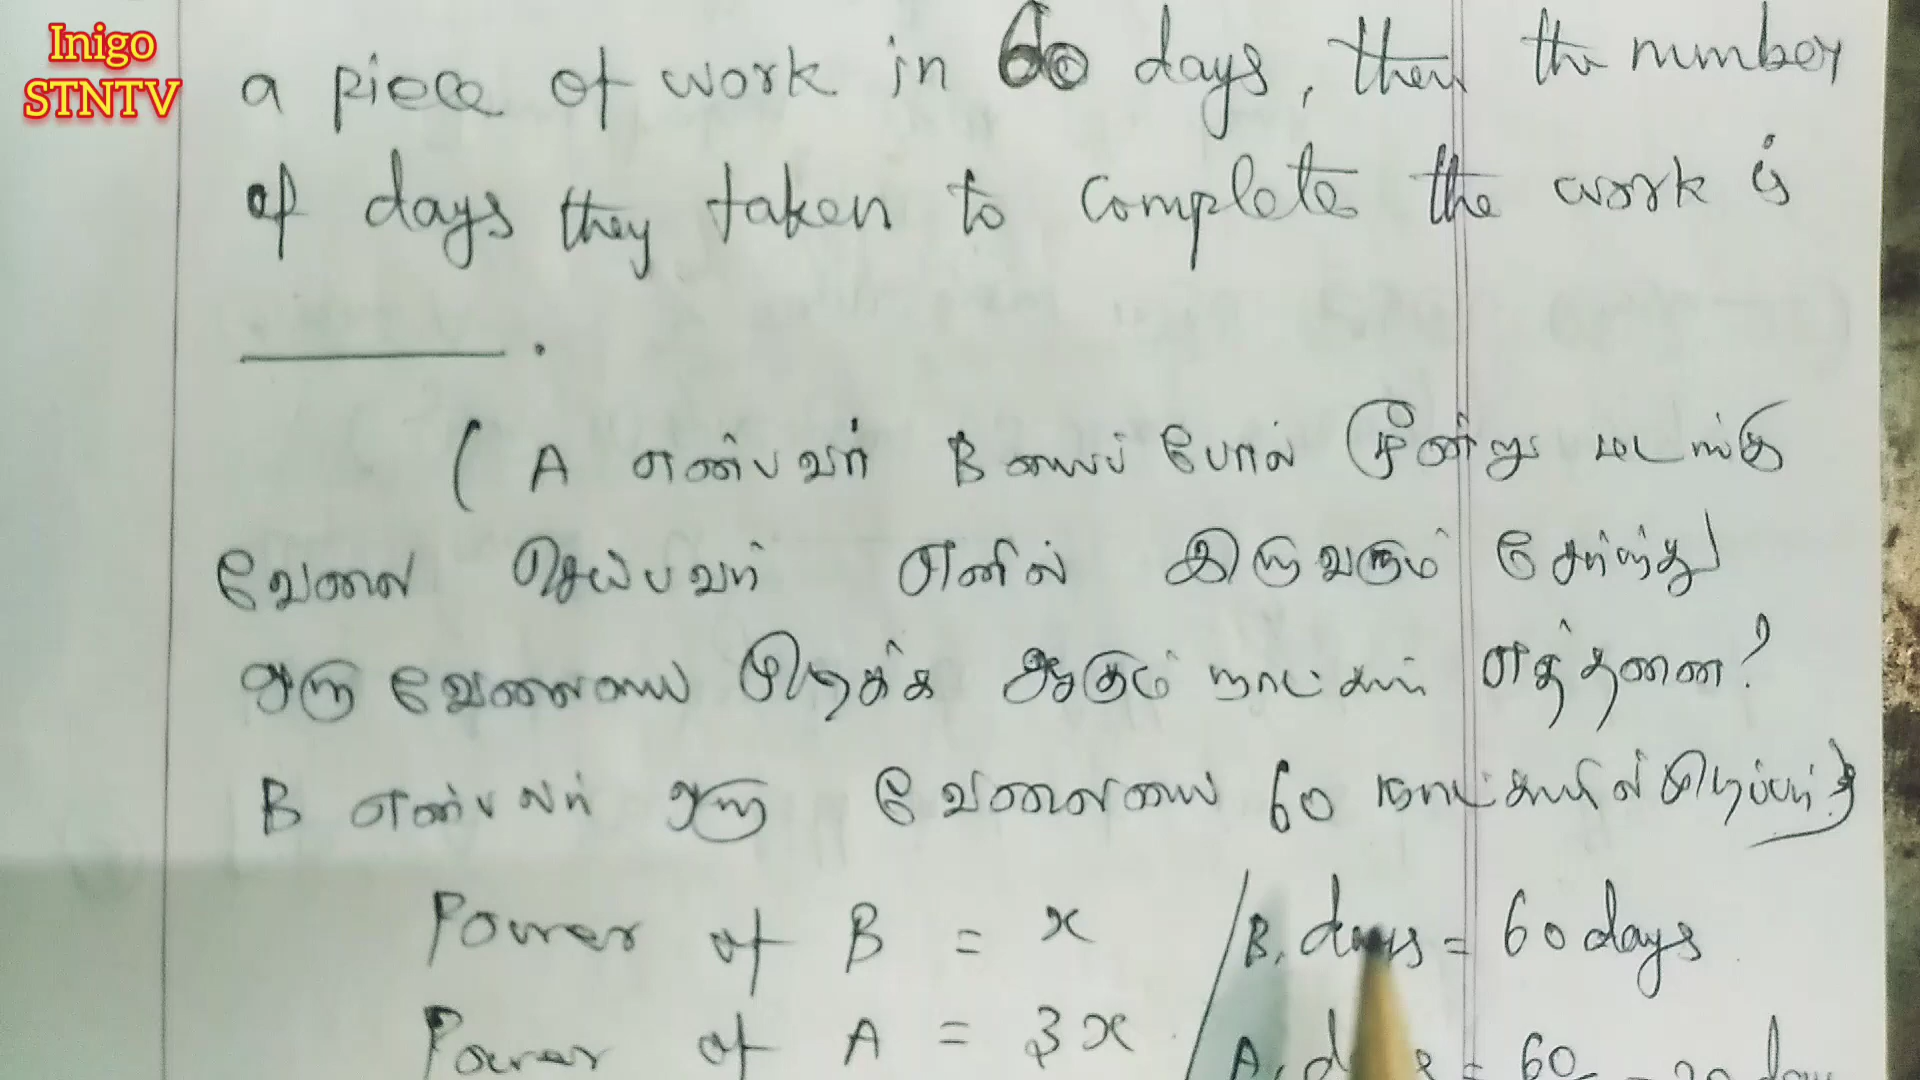 Inigo
STNTV
a piece of work in 60 days, then the number
of days they taken to complete the work is
______.
( A என்பவர் B யைப் போல் மூன்று மடங்கு
வேலை செய்பவர் எனில் இருவரும் சேர்ந்து
ஒரு வேலையை முடிக்க ஆகும் நாட்கள் எத்தனை?
B என்பவர் ஒரு வேலையை 60 நாட்களில் முடிப்பார்)
Power of B = x / B, days = 60 days
Power of A = 3x / A, = 60